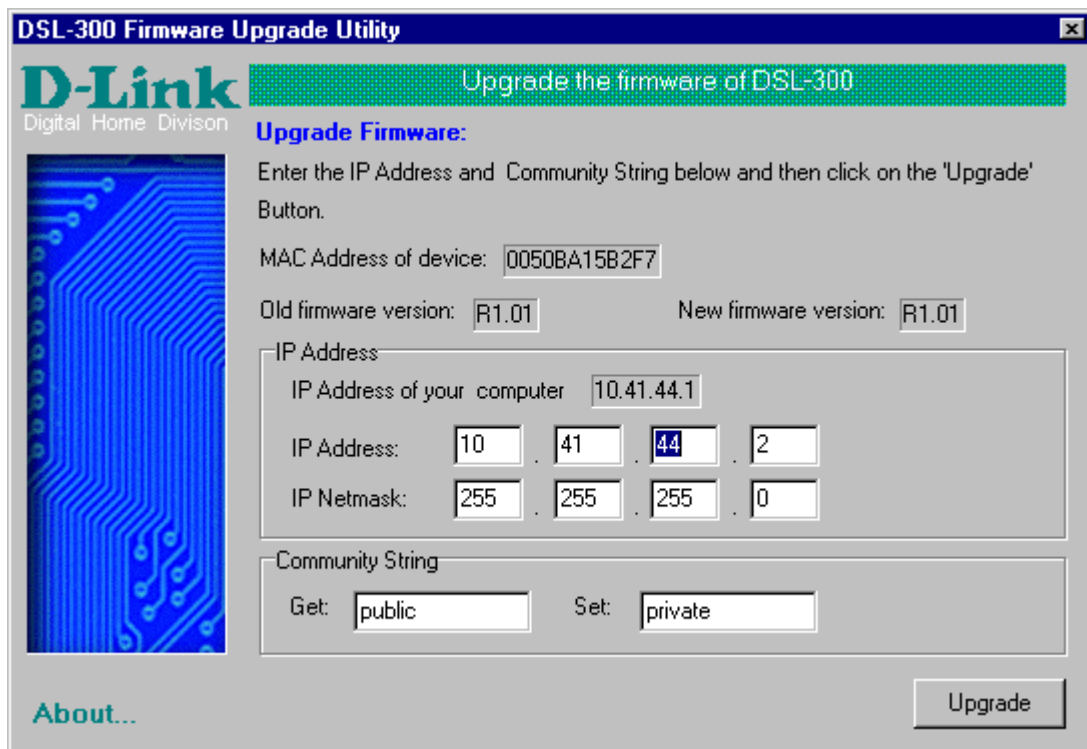 DSL-300 Firmware Upgrade Utility
D-Link
Digital Home Divison
Upgrade the firmware of DSL-300
Upgrade Firmware:
Enter the IP Address and Community String below and then click on the 'Upgrade'
Button.
MAC Address of device: 0050BA15B2F7
Old firmware version: R1.01 New firmware version: R1.01
IP Address
IP Address of your computer 10.41.44.1
IP Address: 10 . 41 . 44 . 2
IP Netmask: 255 . 255 . 255 . 0
Community String
Get: public Set: private
About...
Upgrade